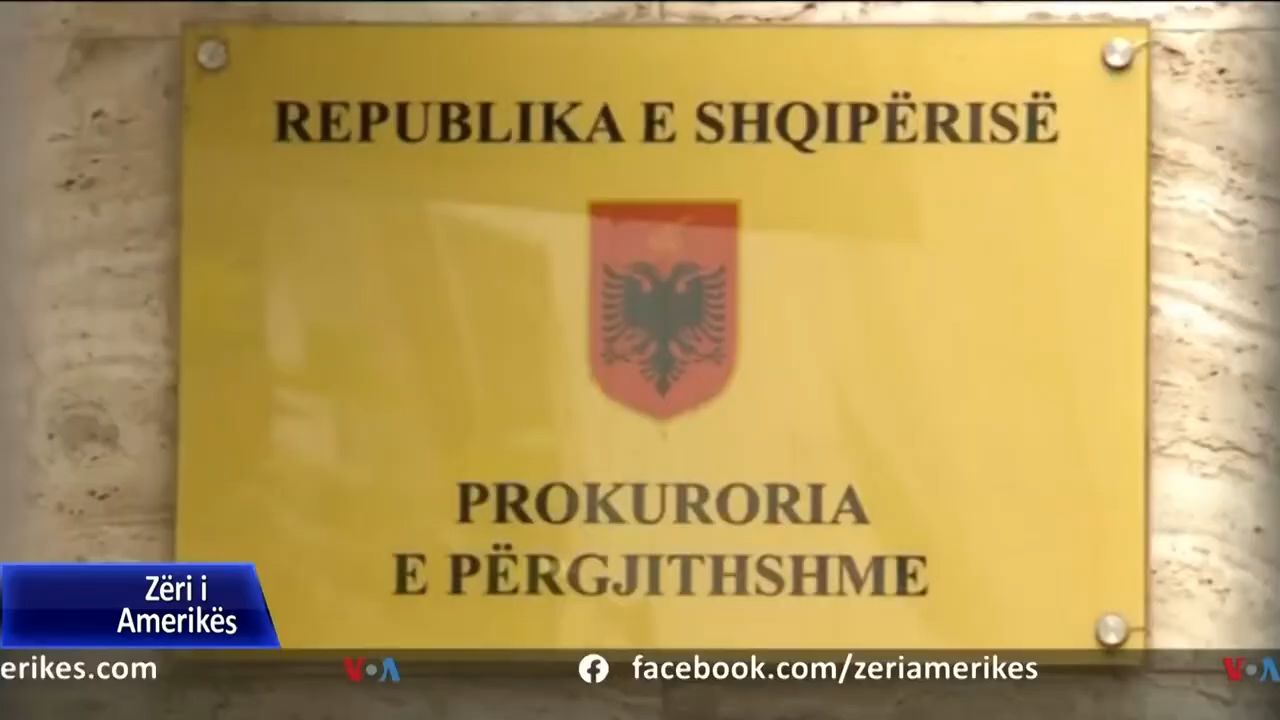 REPUBLIKA E SHQIPËRISË
PROKURORIA
E PËRGJITHSHME
Zëri i
Amerikës
erikes.com VOA facebook.com/zeriamerikes VOA